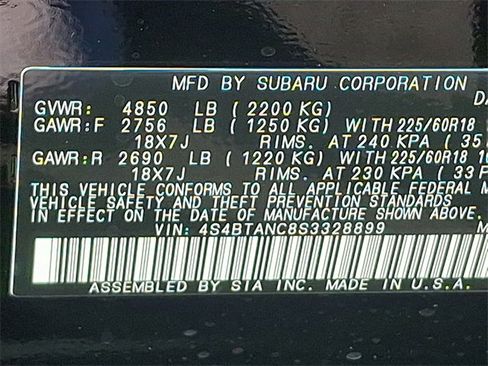 MFD BY SUBARU CORPORATION DA
GVWR: 4850 LB (2200 KG)
GAWR:F 2756 LB (1250 KG) WITH 225/60R18
18X7J RIMS. AT 240 KPA (35
GAWR:R 2690 LB (1220 KG) WITH 225/60R18
18X7J RIMS. AT 230 KPA (33 P
THIS VEHICLE CONFORMS TO ALL APPLICABLE FEDERAL M
VEHICLE SAFETY AND THEFT PREVENTION STANDARDS
IN EFFECT ON THE DATE OF MANUFACTURE SHOWN ABOVE.
VIN: 4S4BTANC8S3328899 M
ASSEMBLED BY SIA INC. MADE IN U.S.A.